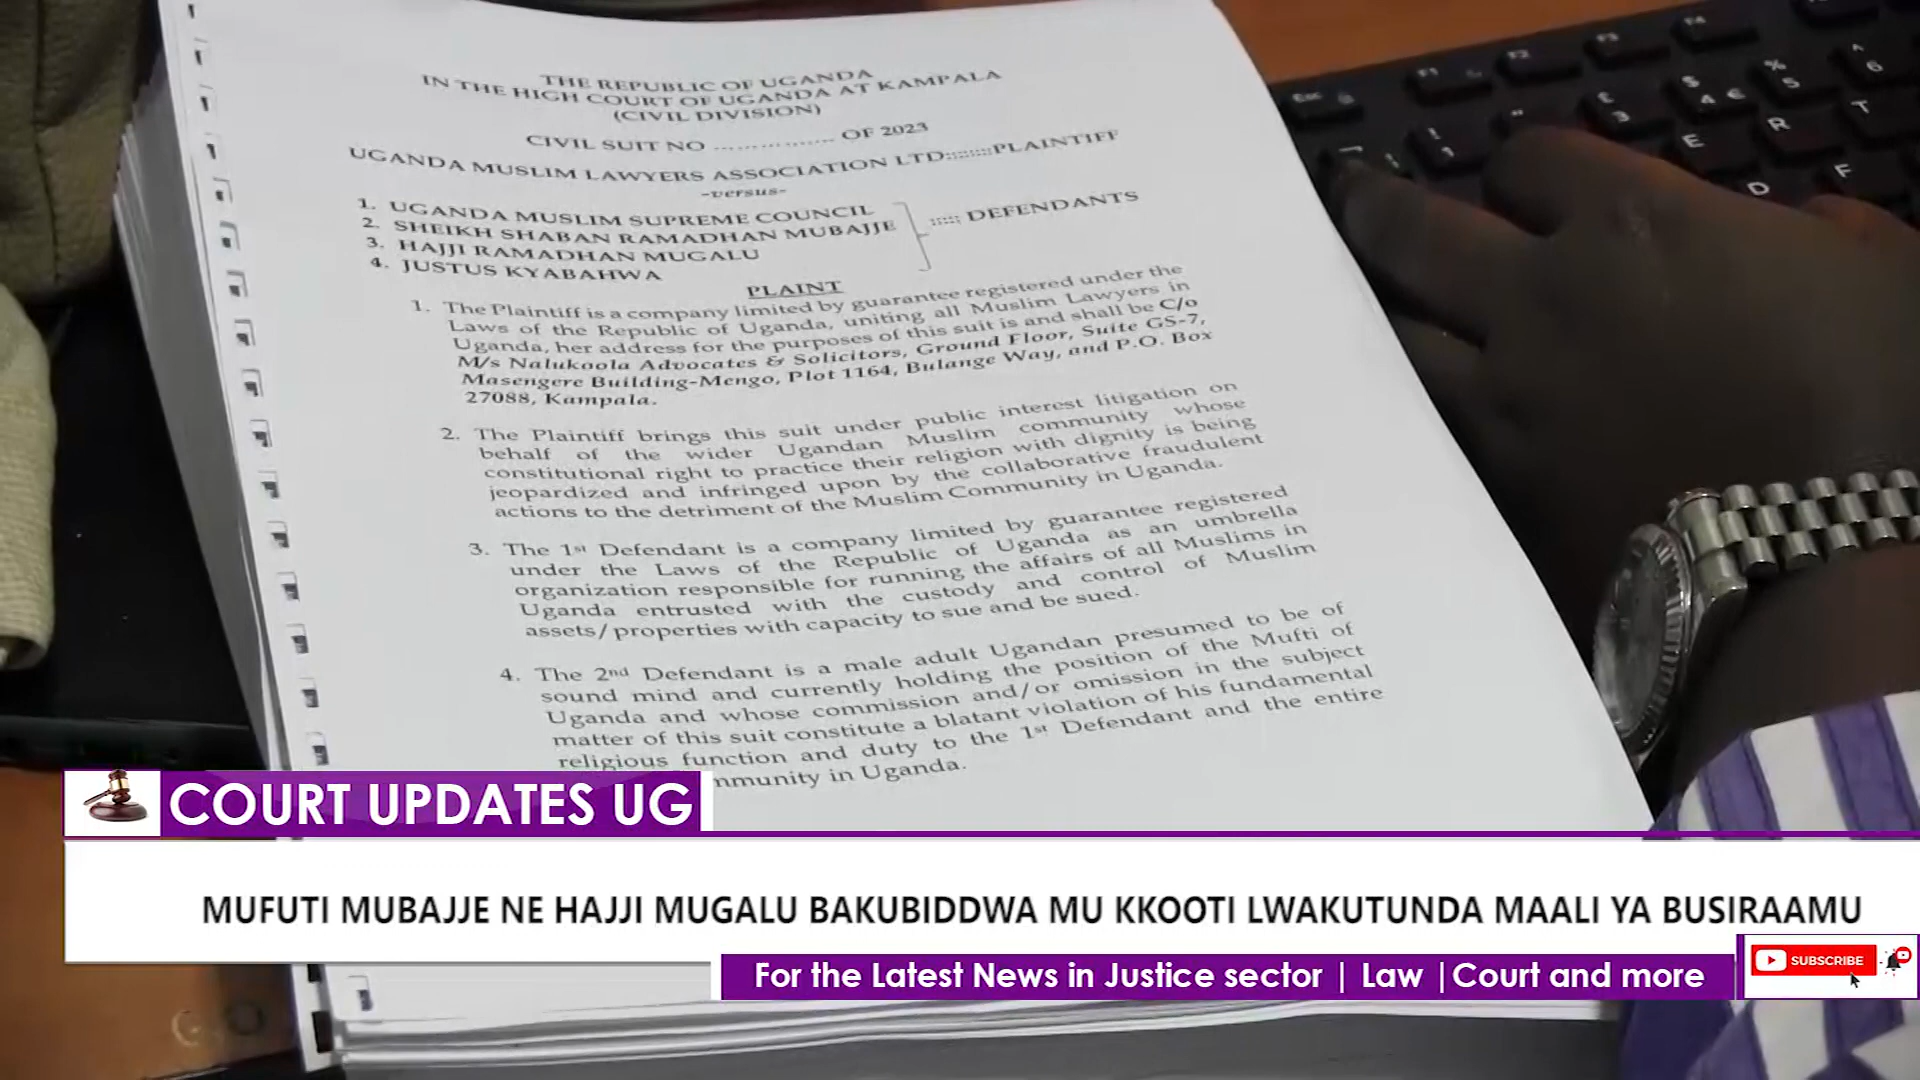 THE REPUBLIC OF UGANDA
IN THE HIGH COURT OF UGANDA AT KAMPALA
(CIVIL DIVISION)
CIVIL SUIT NO ................. OF 2023
UGANDA MUSLIM LAWYERS ASSOCIATION LTD:::::::::PLAINTIFF
-versus-
1. UGANDA MUSLIM SUPREME COUNCIL
2. SHEIKH SHABAN RAMADHAN MUBAJJE
3. HAJJI RAMADHAN MUGALU
4. JUSTUS KYABAHWA
::::: DEFENDANTS
PLAINT
1. The Plaintiff is a company limited by guarantee registered under the
Laws of the Republic of Uganda, uniting all Muslim Lawyers in
Uganda, her address for the purposes of this suit is and shall be C/o
M/s Nalukoola Advocates & Solicitors, Ground Floor, Suite GS-7,
Masengere Building-Mengo, Plot 1164, Bulange Way, and P.O. Box
27088, Kampala.
2. The Plaintiff brings this suit under public interest litigation on
behalf of the wider Ugandan Muslim community whose
constitutional right to practice their religion with dignity is being
jeopardized and infringed upon by the collaborative fraudulent
actions to the detriment of the Muslim Community in Uganda.
3. The 1st Defendant is a company limited by guarantee registered
under the Laws of the Republic of Uganda as an umbrella
organization responsible for running the affairs of all Muslims in
Uganda entrusted with the custody and control of Muslim
assets/properties with capacity to sue and be sued.
4. The 2nd Defendant is a male adult Ugandan presumed to be of
sound mind and currently holding the position of the Mufti of
Uganda and whose commission and/or omission in the subject
matter of this suit constitute a blatant violation of his fundamental
religious function and duty to the 1st Defendant and the entire
mmunity in Uganda.
COURT UPDATES UG
MUFUTI MUBAJJE NE HAJJI MUGALU BAKUBIDDWA MU KKOOTI LWAKUTUNDA MAALI YA BUSIRAAMU
For the Latest News in Justice sector | Law |Court and more
SUBSCRIBE
Esc
F1
F2
F3
F4
!
1
"
£
3
$
4 €
%
5
^
6
E
R
T
D
F